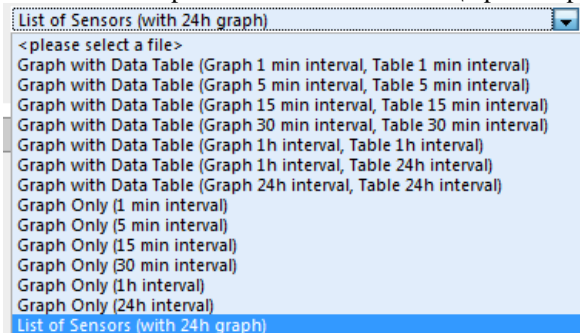 List of Sensors (with 24h graph)
<please select a file>
Graph with Data Table (Graph 1 min interval, Table 1 min interval)
Graph with Data Table (Graph 5 min interval, Table 5 min interval)
Graph with Data Table (Graph 15 min interval, Table 15 min interval)
Graph with Data Table (Graph 30 min interval, Table 30 min interval)
Graph with Data Table (Graph 1h interval, Table 1h interval)
Graph with Data Table (Graph 1h interval, Table 24h interval)
Graph with Data Table (Graph 24h interval, Table 24h interval)
Graph Only (1 min interval)
Graph Only (5 min interval)
Graph Only (15 min interval)
Graph Only (30 min interval)
Graph Only (1h interval)
Graph Only (24h interval)
List of Sensors (with 24h graph)